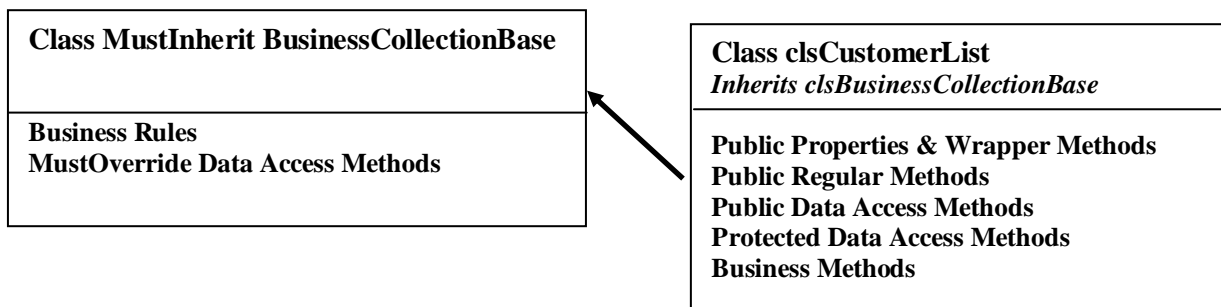 Class MustInherit BusinessCollectionBase
Business Rules
MustOverride Data Access Methods
Class clsCustomerList
Inherits clsBusinessCollectionBase
Public Properties & Wrapper Methods
Public Regular Methods
Public Data Access Methods
Protected Data Access Methods
Business Methods